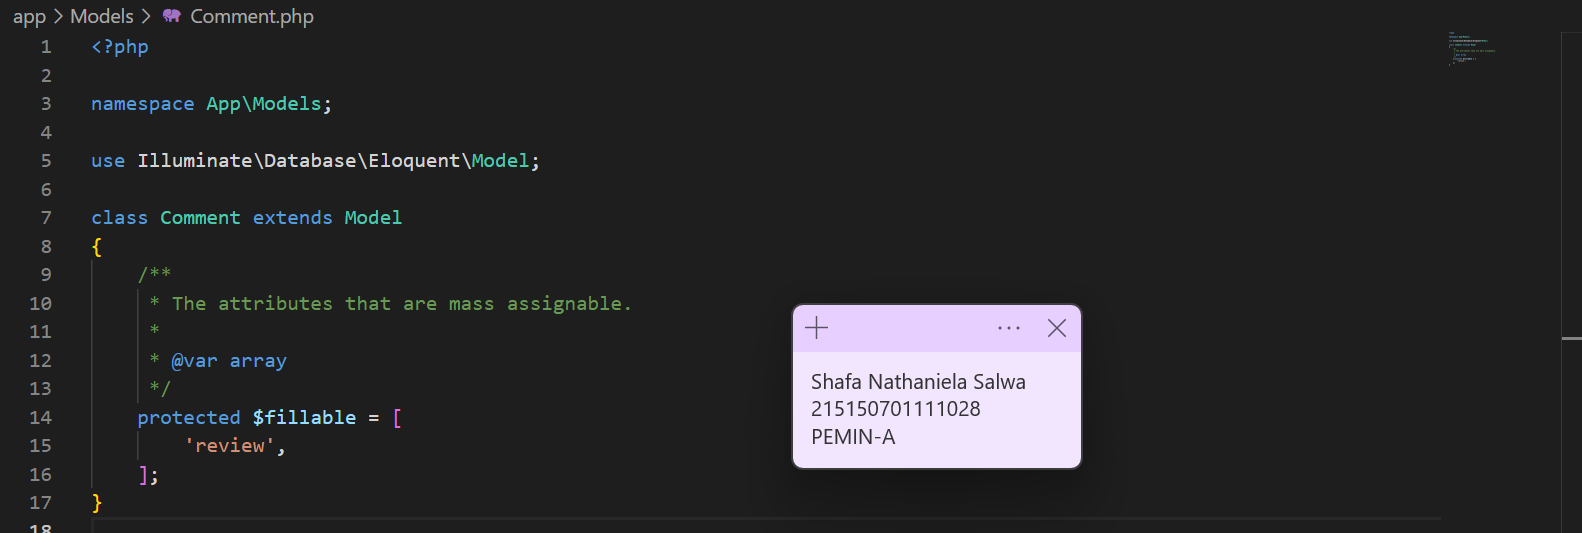 app > Models > Comment.php
1 <?php
2
3 namespace App\Models;
4
5 use Illuminate\Database\Eloquent\Model;
6
7 class Comment extends Model
8 {
9     /**
10      * The attributes that are mass assignable.
11      *
12      * @var array
13      */
14     protected $fillable = [
15         'review',
16     ];
17 }
18
Shafa Nathaniela Salwa
215150701111028
PEMIN-A